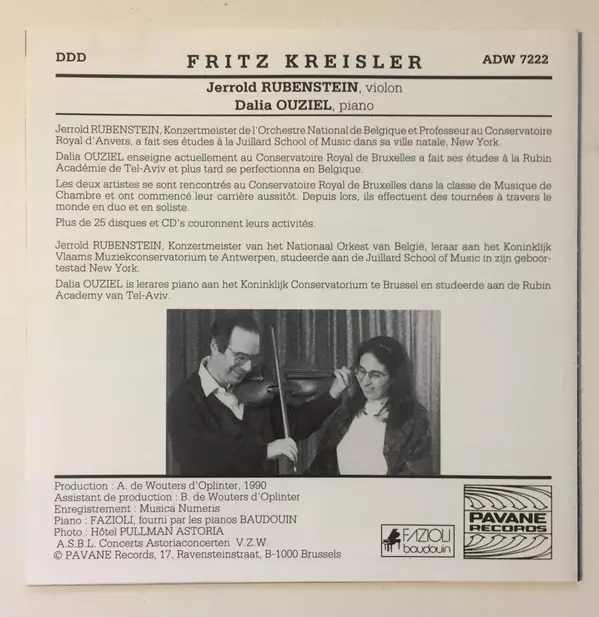 DDD
FRITZ KREISLER
ADW 7222
Jerrold RUBENSTEIN, violon
Dalia OUZIEL, piano
Jerrold RUBENSTEIN, Konzertmeister de l'Orchestre National de Belgique et Professeur au Conservatoire
Royal d'Anvers, a fait ses études à la Juillard School of Music dans sa ville natale, New York.
Dalia OUZIEL enseigne actuellement au Conservatoire Royal de Bruxelles a fait ses études à la Rubin
Académie de Tel-Aviv et plus tard se perfectionna en Belgique.
Les deux artistes se sont rencontrés au Conservatoire Royal de Bruxelles dans la classe de Musique de
Chambre et ont commencé leur carrière aussitôt. Depuis lors, ils effectuent des tournées à travers le
monde en duo et en soliste.
Plus de 25 disques et CD's couronnent leurs activités.
Jerrold RUBENSTEIN, Konzertmeister van het Nationaal Orkest van België, leraar aan het Koninklijk
Vlaams Muziekconservatorium te Antwerpen, studeerde aan de Juillard School of Music in zijn geboor-
testad New York.
Dalia OUZIEL is lerares piano aan het Koninklijk Conservatorium te Brussel en studeerde aan de Rubin
Academy van Tel-Aviv.
Production : A. de Wouters d'Oplinter, 1990
Assistant de production : B. de Wouters d'Oplinter
Enregistrement : Musica Numeris
Piano : FAZIOLI, fourni par les pianos BAUDOUIN
Photo : Hôtel PULLMAN ASTORIA
A.S.B.L. Concerts Astoriaconcerten V.Z.W.
© PAVANE Records, 17, Ravensteinstraat, B-1000 Brussels
FAZIOLI
baudouin
PAVANE
RECORDS